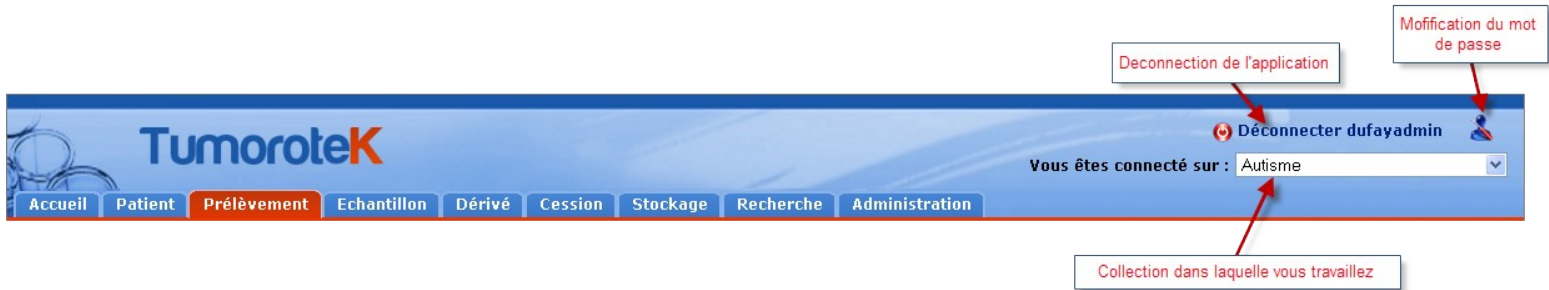 Mofification du mot
de passe
Deconnection de l'application
TumoroteK
Déconnecter dufayadmin
Vous êtes connecté sur : Autisme
Accueil Patient Prélèvement Echantillon Dérivé Cession Stockage Recherche Administration
Collection dans laquelle vous travaillez